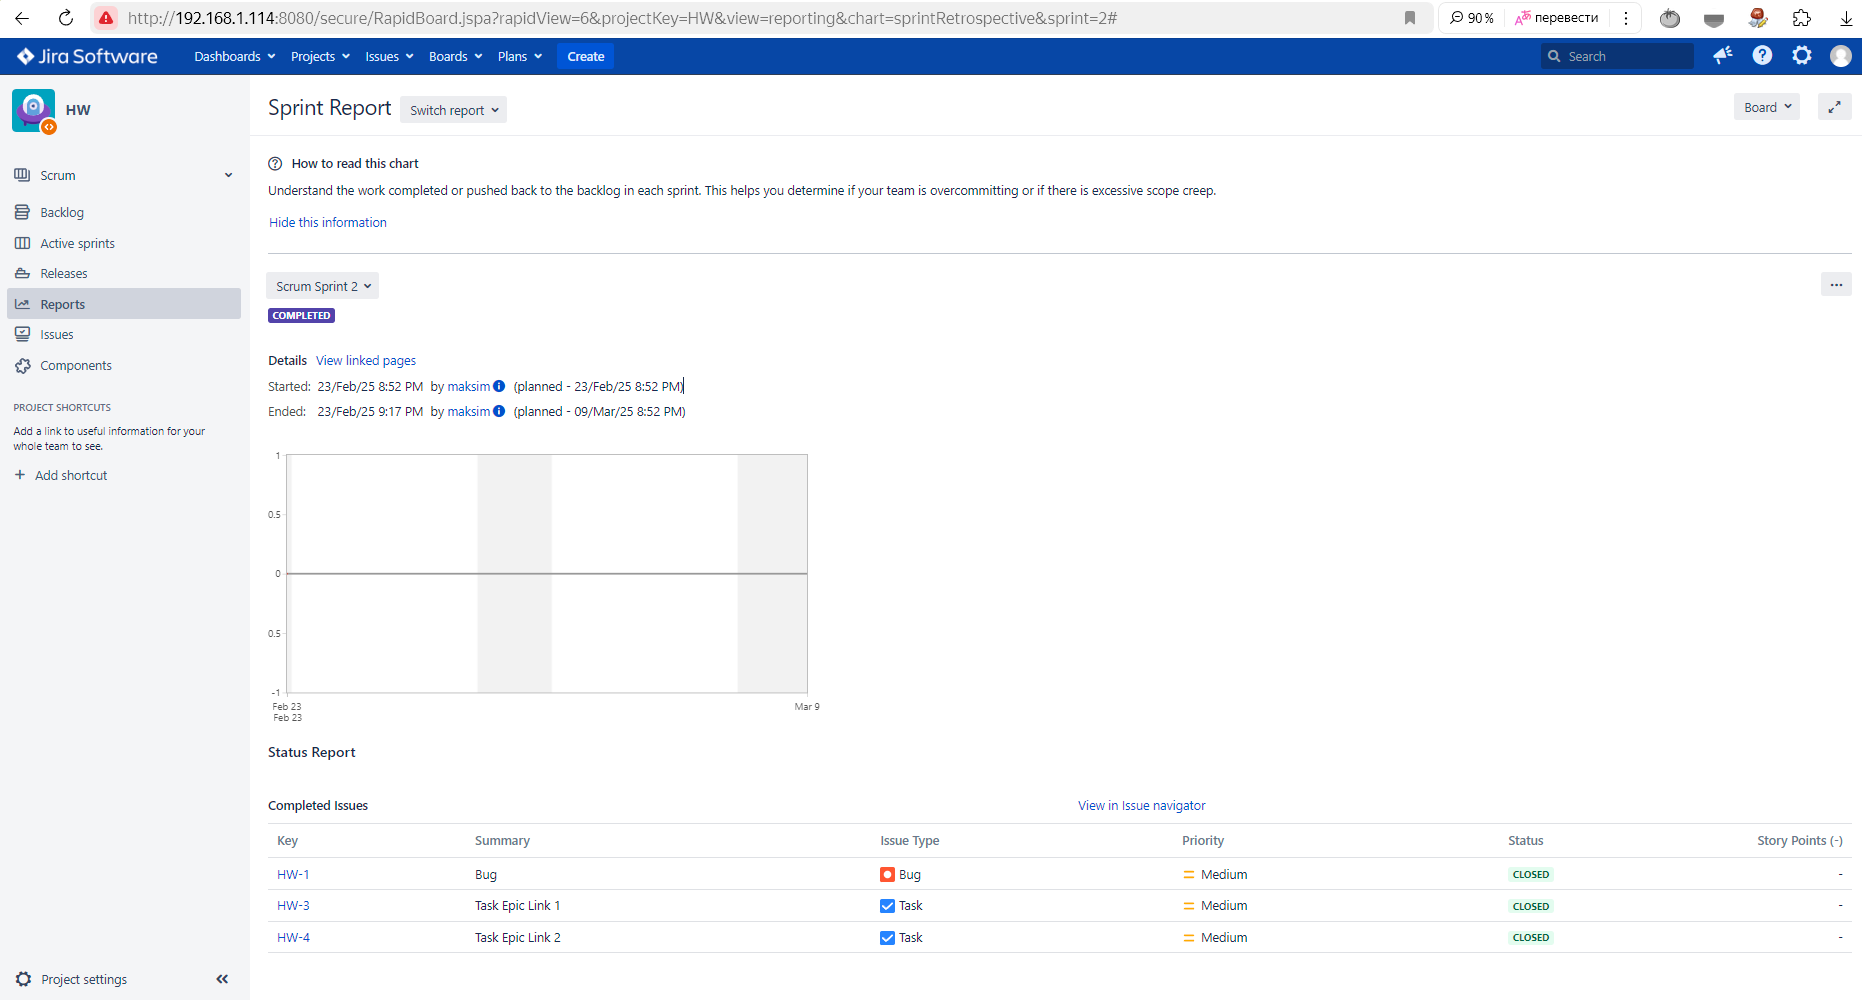 http://192.168.1.114:8080/secure/RapidBoard.jspa?rapidView=6&projectKey=HW&view=reporting&chart=sprintRetrospective&sprint=2#
90 %
перевести
Jira Software
Dashboards
Projects
Issues
Boards
Plans
Create
Search
HW
Scrum
Backlog
Active sprints
Releases
Reports
Issues
Components
PROJECT SHORTCUTS
Add a link to useful information for your
whole team to see.
+ Add shortcut
Project settings
Sprint Report
Switch report
Board
How to read this chart
Understand the work completed or pushed back to the backlog in each sprint. This helps you determine if your team is overcommitting or if there is excessive scope creep.
Hide this information
Scrum Sprint 2
COMPLETED
Details View linked pages
Started: 23/Feb/25 8:52 PM by maksim (planned - 23/Feb/25 8:52 PM)
Ended: 23/Feb/25 9:17 PM by maksim (planned - 09/Mar/25 8:52 PM)
1
0.5
0
0.5
-1
Feb 23 Mar 9
Feb 23
Status Report
Completed Issues View in Issue navigator
Key Summary Issue Type Priority Status Story Points (-)
HW-1 Bug Bug Medium CLOSED -
HW-3 Task Epic Link 1 Task Medium CLOSED -
HW-4 Task Epic Link 2 Task Medium CLOSED -